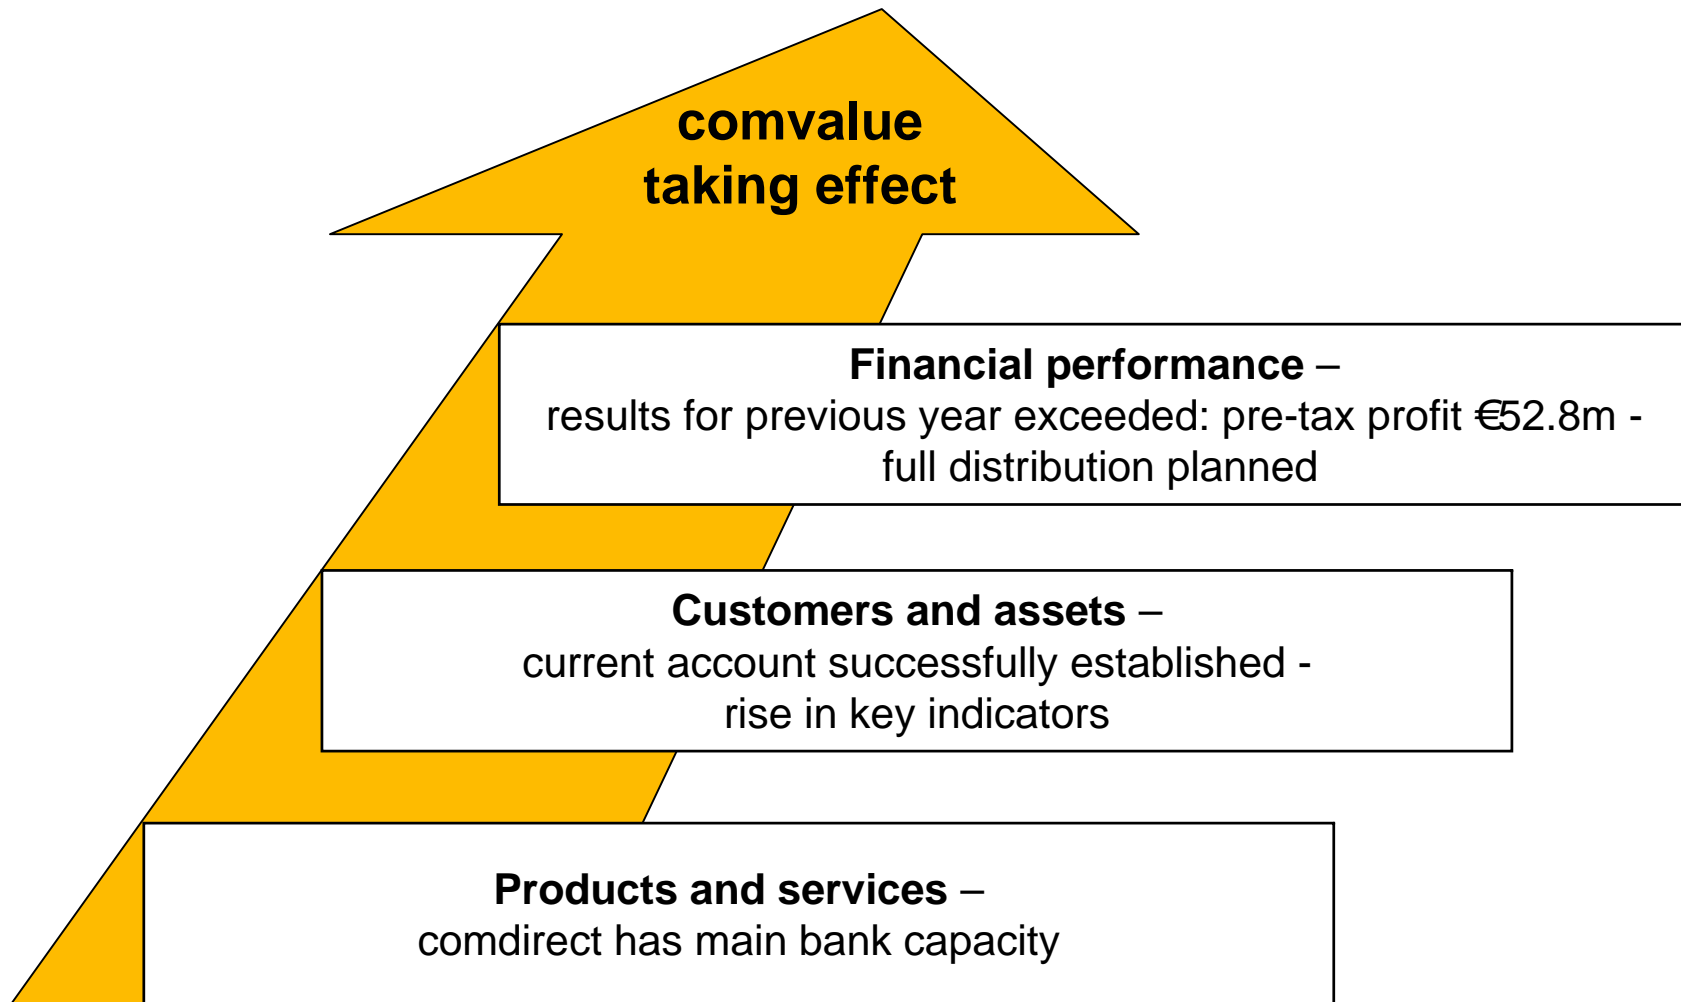 comvalue
taking effect
Financial performance –
results for previous year exceeded: pre-tax profit €52.8m -
full distribution planned
Customers and assets –
current account successfully established -
rise in key indicators
Products and services –
comdirect has main bank capacity